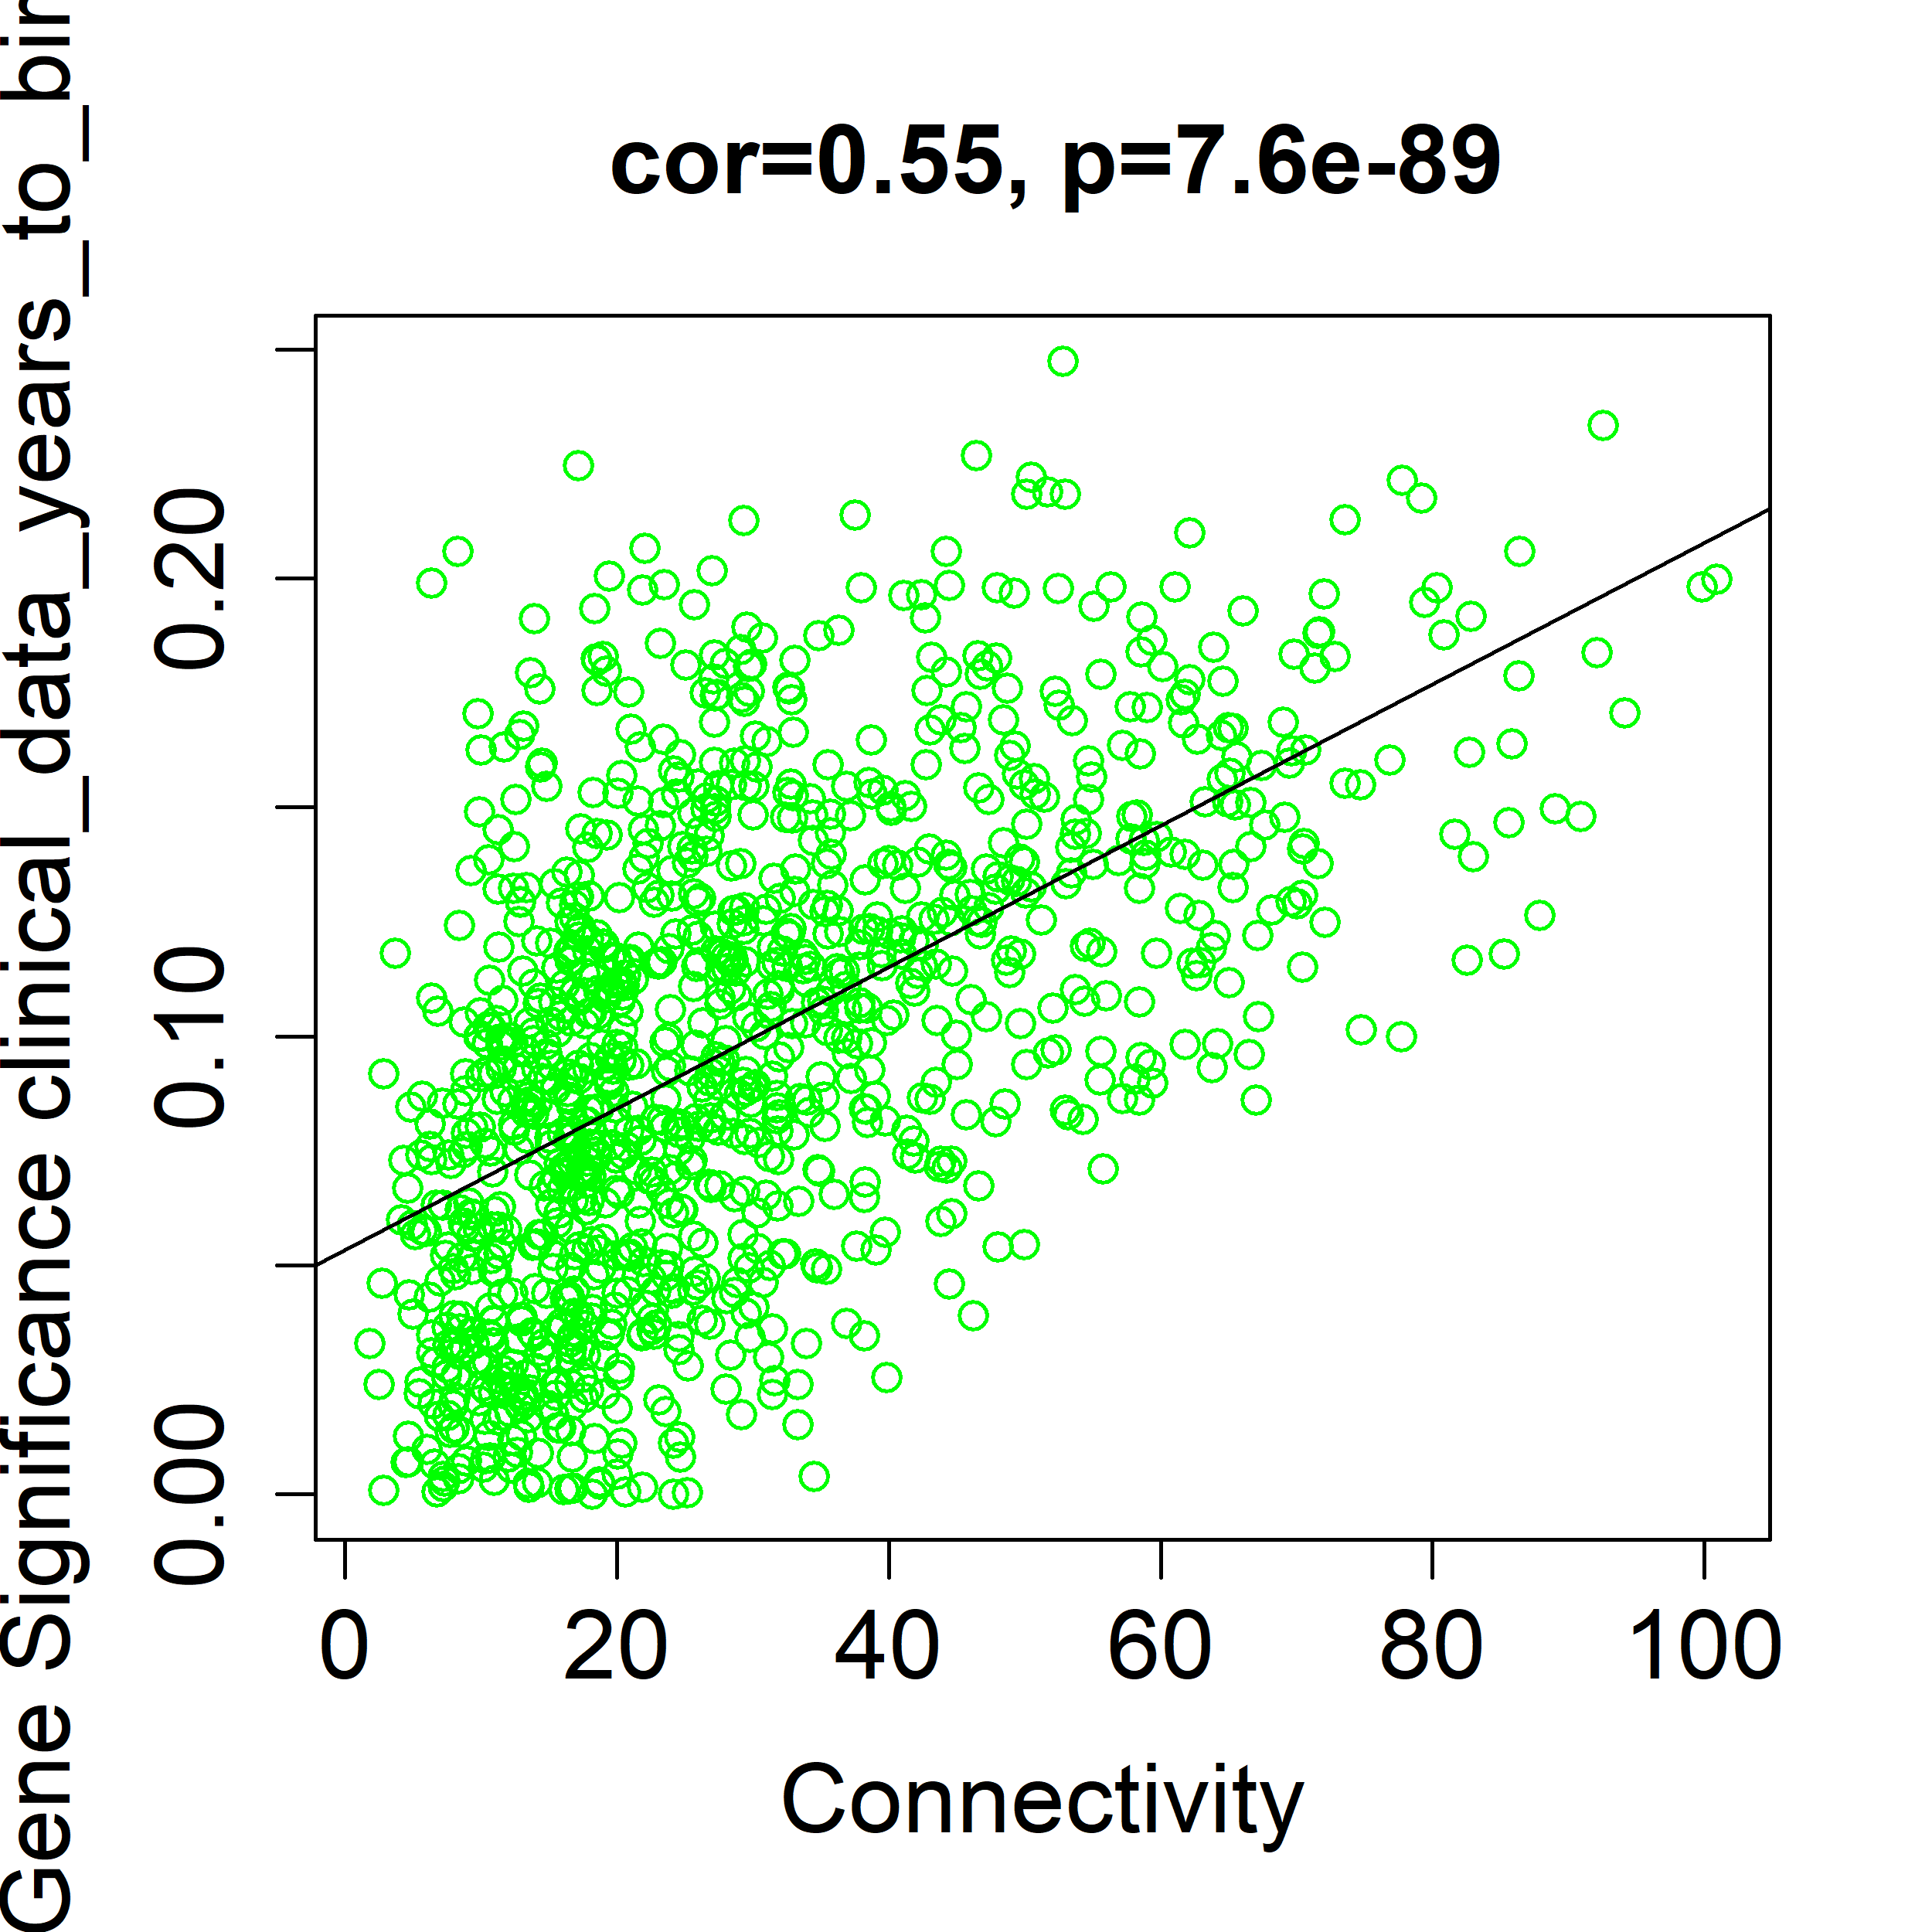 cor=0.55, p=7.6e-89
Gene Significance clinical_data_years_to_bir
0.20
0.10
0.00
0 20 40 60 80 100
Connectivity